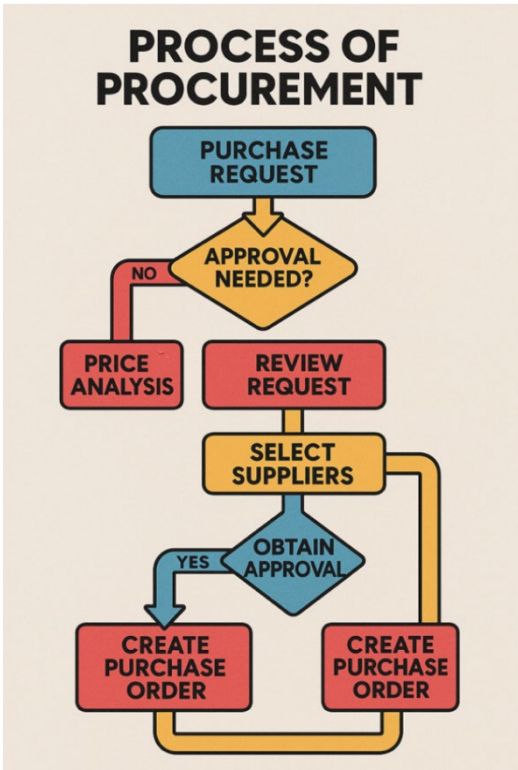 PROCESS OF
PROCUREMENT
PURCHASE
REQUEST
APPROVAL
NEEDED?
NO
PRICE
ANALYSIS
REVIEW
REQUEST
SELECT
SUPPLIERS
OBTAIN
APPROVAL
YES
CREATE
PURCHASE
ORDER
CREATE
PURCHASE
ORDER